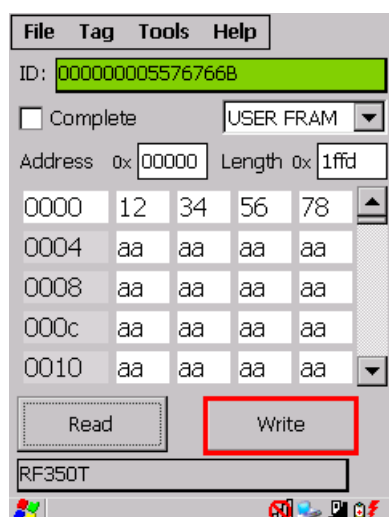 File Tag Tools Help
ID: 000000005576766B
Complete USER FRAM
Address 0x 00000 Length 0x 1ffd
0000 12 34 56 78
0004 aa aa aa aa
0008 aa aa aa aa
000c aa aa aa aa
0010 aa aa aa aa
Read Write
RF350T